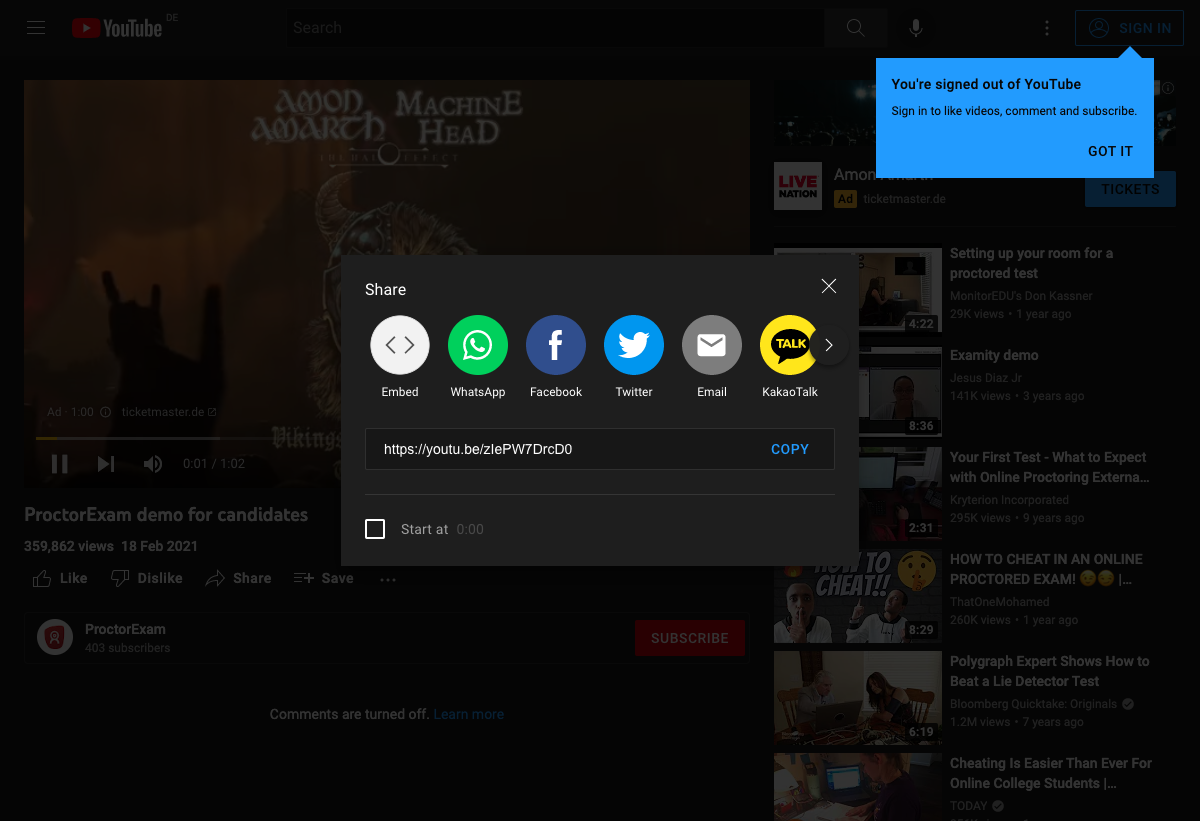 YouTube DE
Search
SIGN IN
You're signed out of YouTube
Sign in to like videos, comment and subscribe.
GOT IT
AMON AMARTH
MACHINE HEAD
Vikings
Ad · 1:00
ticketmaster.de
0:01 / 1:02
ProctorExam demo for candidates
359,862 views 18 Feb 2021
Like
Dislike
Share
Save
ProctorExam
403 subscribers
SUBSCRIBE
Comments are turned off. Learn more
Share
TALK
Embed
WhatsApp
Facebook
Twitter
Email
KakaoTalk
https://youtu.be/zIePW7DrcD0
COPY
Start at 0:00
LIVE NATION
Amon
Ad ticketmaster.de
TICKETS
4:22
Setting up your room for a
proctored test
MonitorEDU's Don Kassner
29K views • 1 year ago
8:36
Examity demo
Jesus Diaz Jr
141K views • 3 years ago
2:31
Your First Test - What to Expect
with Online Proctoring Externa...
Kryterion Incorporated
295K views • 9 years ago
HOW TO
CHEAT!!
8:29
HOW TO CHEAT IN AN ONLINE
PROCTORED EXAM! 😉😏 |...
ThatOneMohamed
260K views • 1 year ago
6:19
Polygraph Expert Shows How to
Beat a Lie Detector Test
Bloomberg Quicktake: Originals
1.2M views • 7 years ago
Cheating Is Easier Than Ever For
Online College Students |...
TODAY